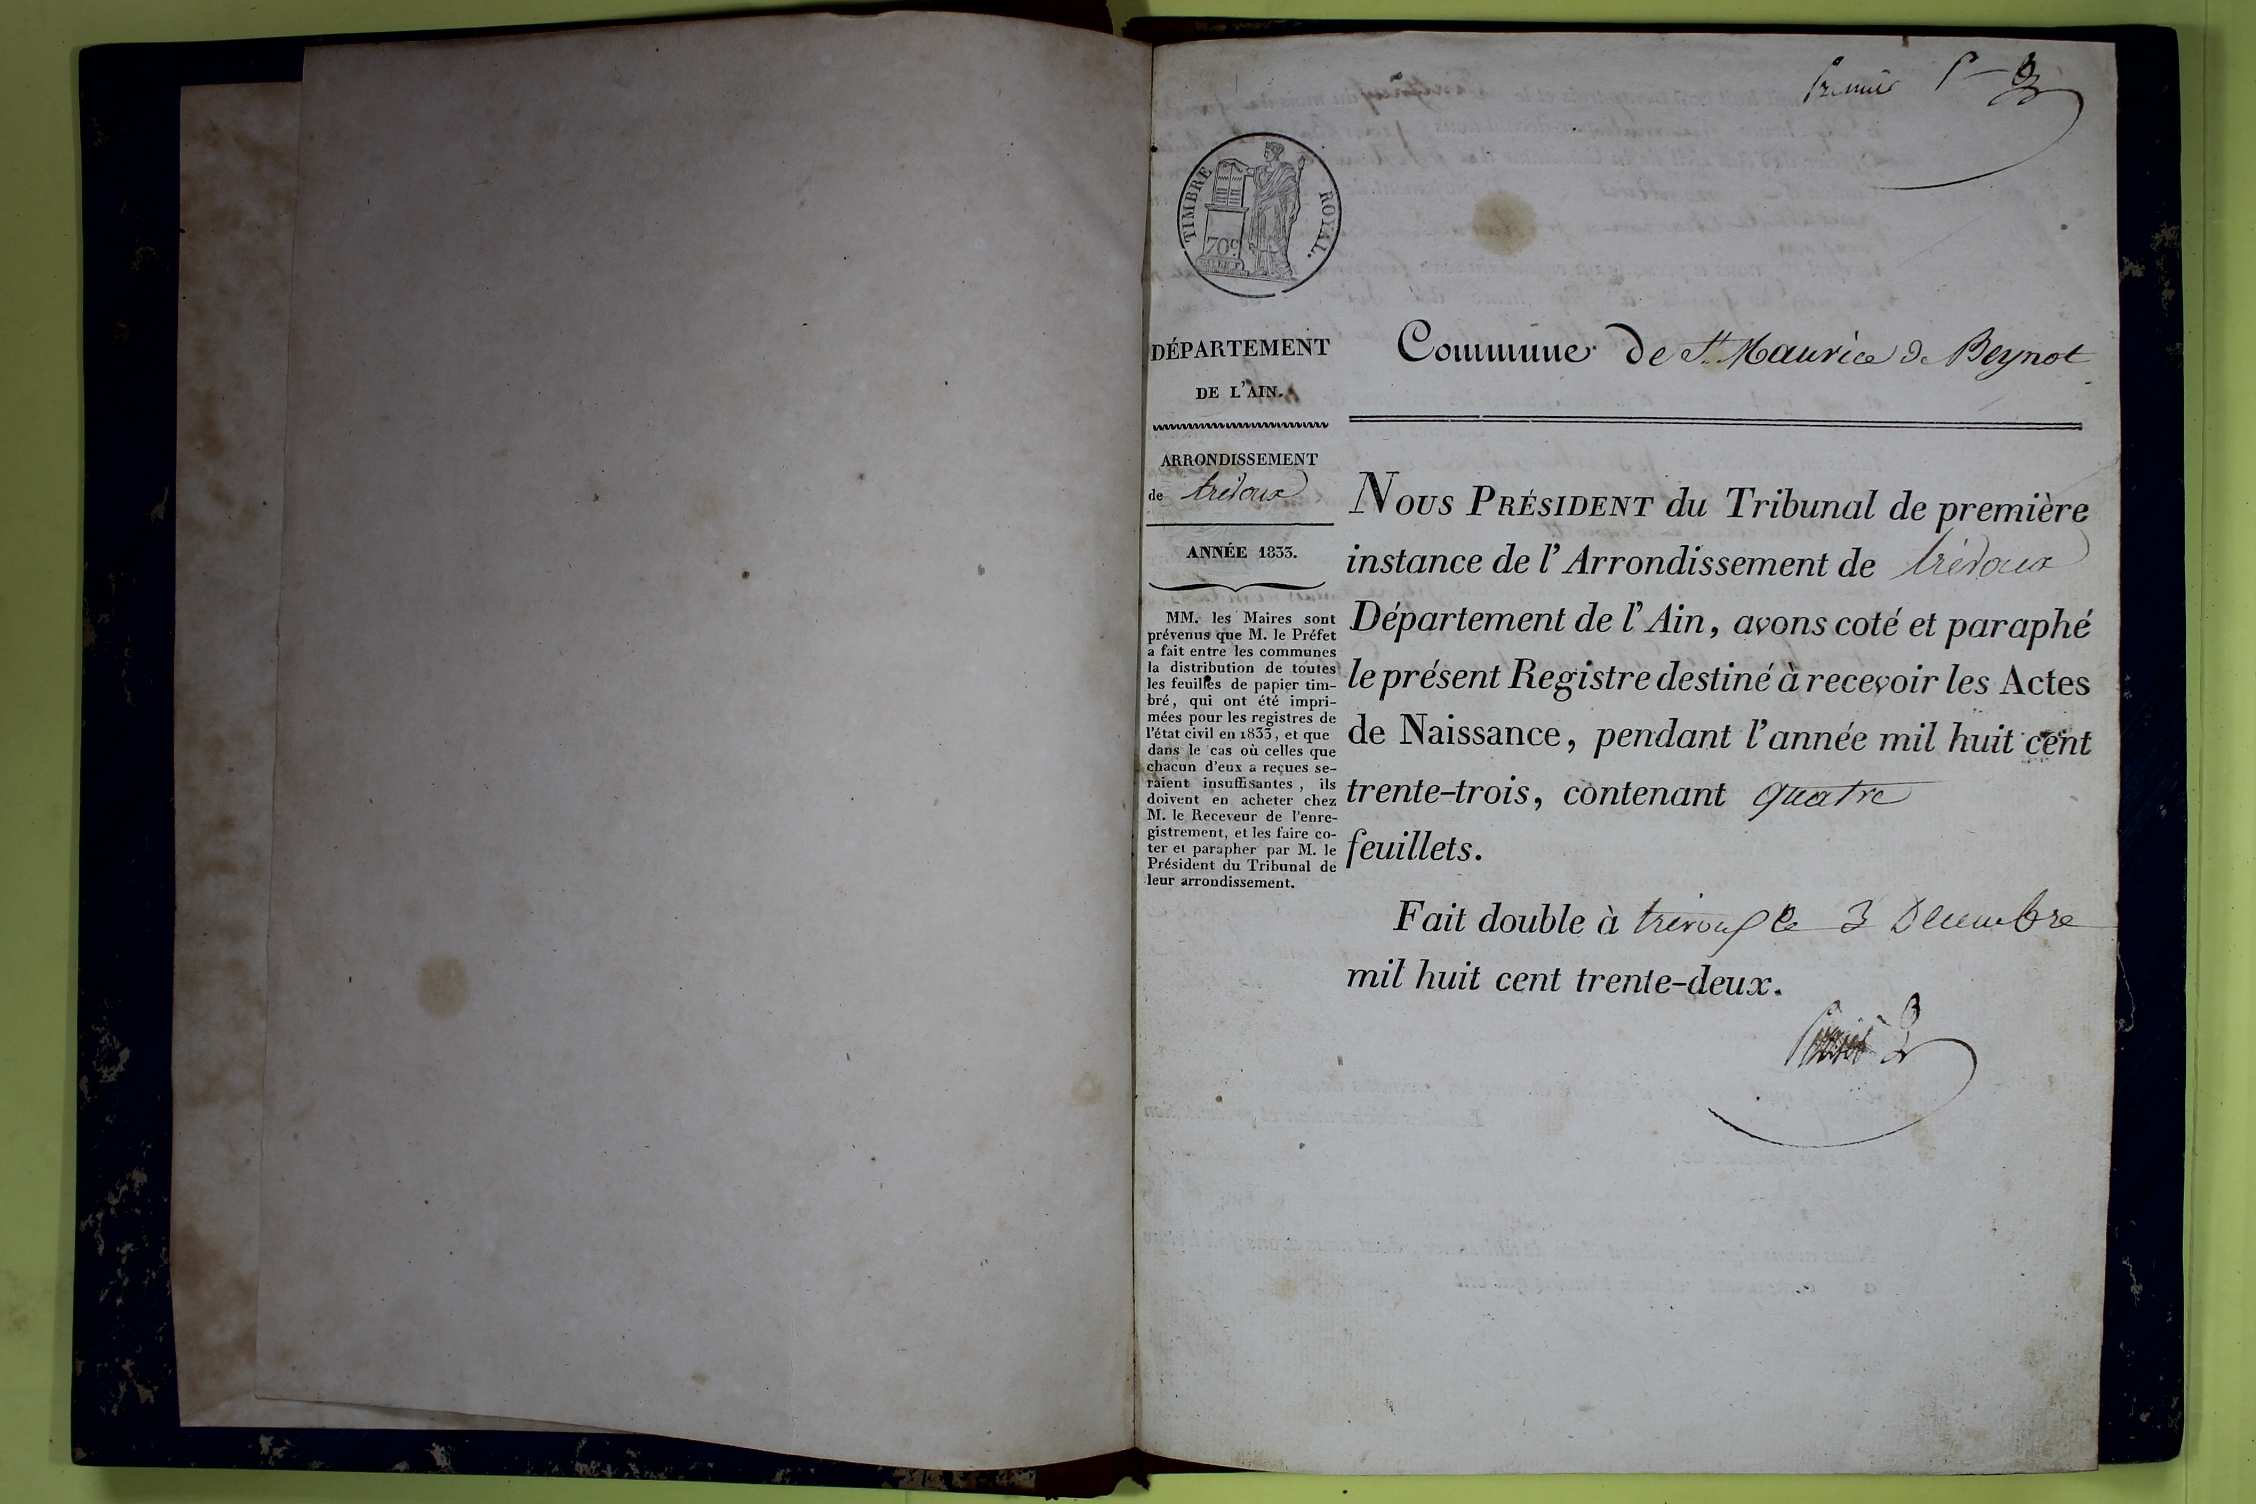 Premier
TIMBRE ROYAL.
70c
DÉPARTEMENT
DE L'AIN.
ARRONDISSEMENT
de trévoux
ANNÉE 1833.
MM. les Maires sont
prévenus que M. le Préfet
a fait entre les communes
la distribution de toutes
les feuilles de papier tim-
bré, qui ont été impri-
mées pour les registres de
l'état civil en 1833, et que
dans le cas où celles que
chacun d'eux a reçues se-
raient insuffisantes, ils
doivent en acheter chez
M. le Receveur de l'enre-
gistrement, et les faire co-
ter et parapher par M. le
Président du Tribunal de
leur arrondissement.
Commune de St. Maurice de Beynot
NOUS PRÉSIDENT du Tribunal de première
instance de l'Arrondissement de trévoux
Département de l'Ain, avons coté et paraphé
le présent Registre destiné à recevoir les Actes
de Naissance, pendant l'année mil huit cent
trente-trois, contenant quatre
feuillets.
Fait double à trevoux le 3 Decembre
mil huit cent trente-deux.